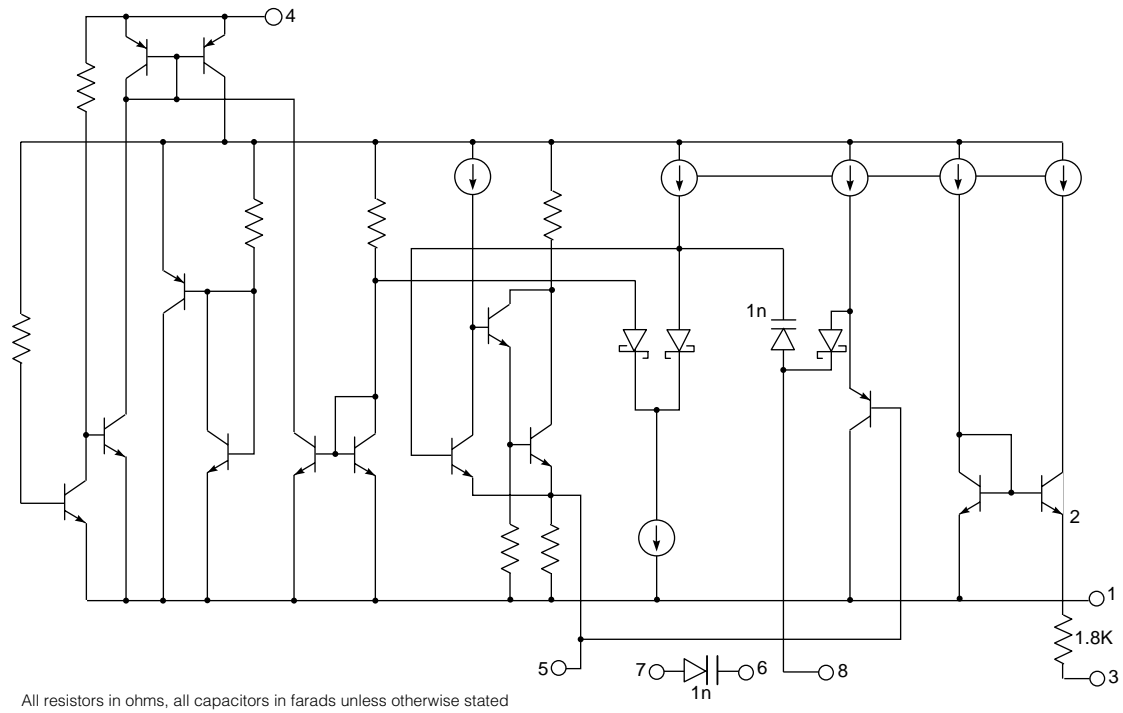 4
1n
2
1
1.8K
5
7
6
8
3
1n
All resistors in ohms, all capacitors in farads unless otherwise stated